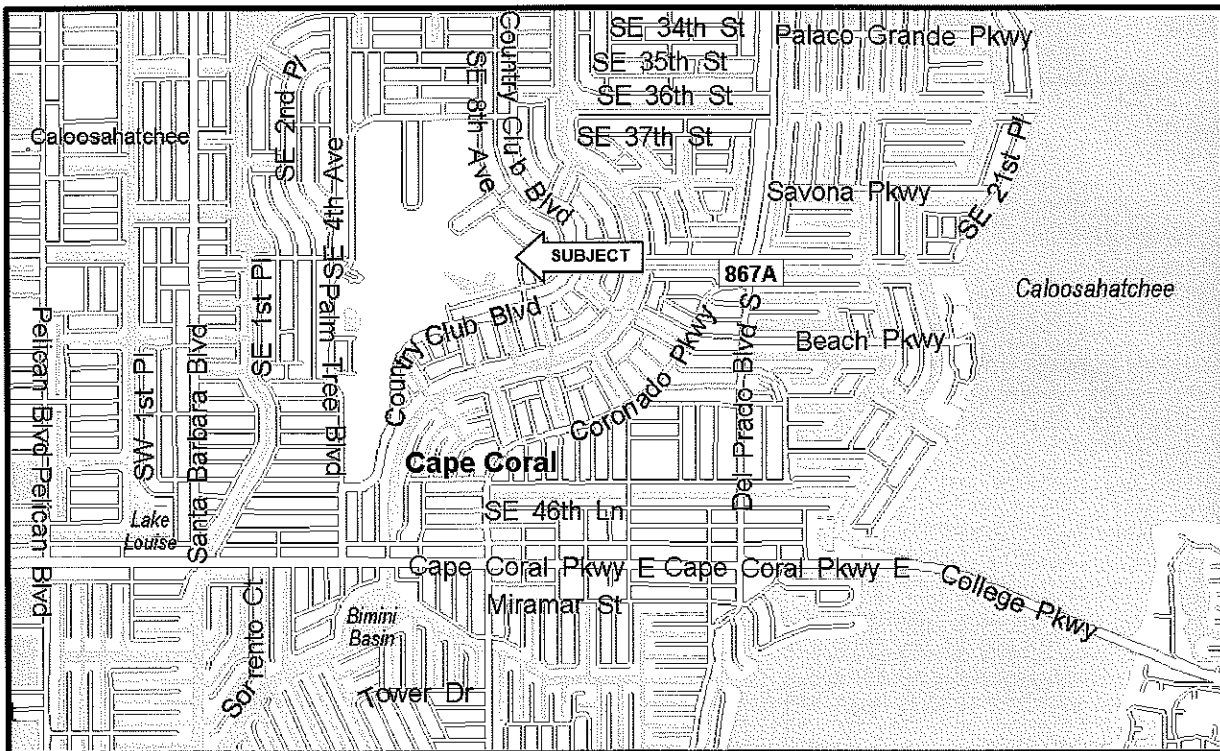 SE 34th St
Palaco Grande Pkwy
Country Club Blvd
SE 35th St
SE 2nd Pl
SE 8th Ave
SE 36th St
Caloosahatchee
SE 37th St
SE 21st Pl
SE 4th Ave
Savona Pkwy
SUBJECT
867A
Caloosahatchee
SE 1st Pl
Palm Tree Blvd
Country Club Blvd
Pelican Blvd
Pelican Blvd
SW 1st Pl
Santa Barbara Blvd
Beach Pkwy
Coronado Pkwy
Del Prado Blvd S
Cape Coral
SE 46th Ln
Lake
Louise
Cape Coral Pkwy E
Cape Coral Pkwy E
College Pkwy
Miramar St
Bimini
Basin
Sorrento Ct
Tower Dr